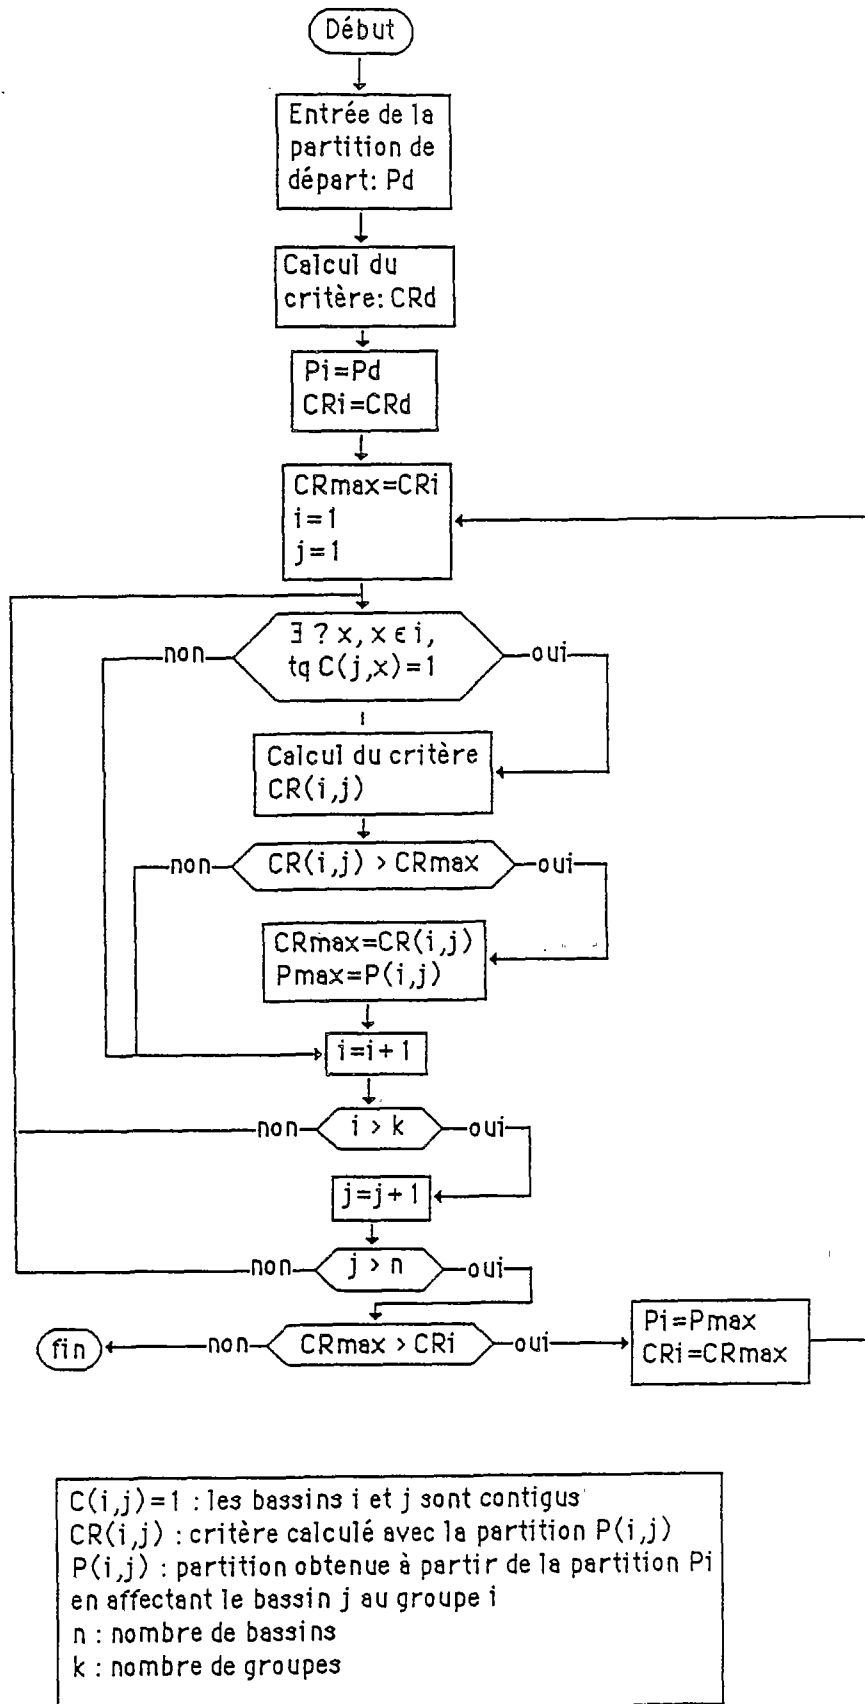 Début
Entrée de la
partition de
départ: Pd
Calcul du
critère: CRd
Pi=Pd
CRi=CRd
CRmax=CRi
i=1
j=1
∃ ? x, x ϵ i,
tq C(j,x)=1
non
oui
Calcul du critère
CR(i,j)
non
CR(i,j) > CRmax
oui
CRmax=CR(i,j)
Pmax=P(i,j)
i=i+1
non
i > k
oui
j=j+1
non
j > n
oui
fin
non
CRmax > CRi
oui
Pi=Pmax
CRi=CRmax
C(i,j)=1 : les bassins i et j sont contigus
CR(i,j) : critère calculé avec la partition P(i,j)
P(i,j) : partition obtenue à partir de la partition Pi
en affectant le bassin j au groupe i
n : nombre de bassins
k : nombre de groupes